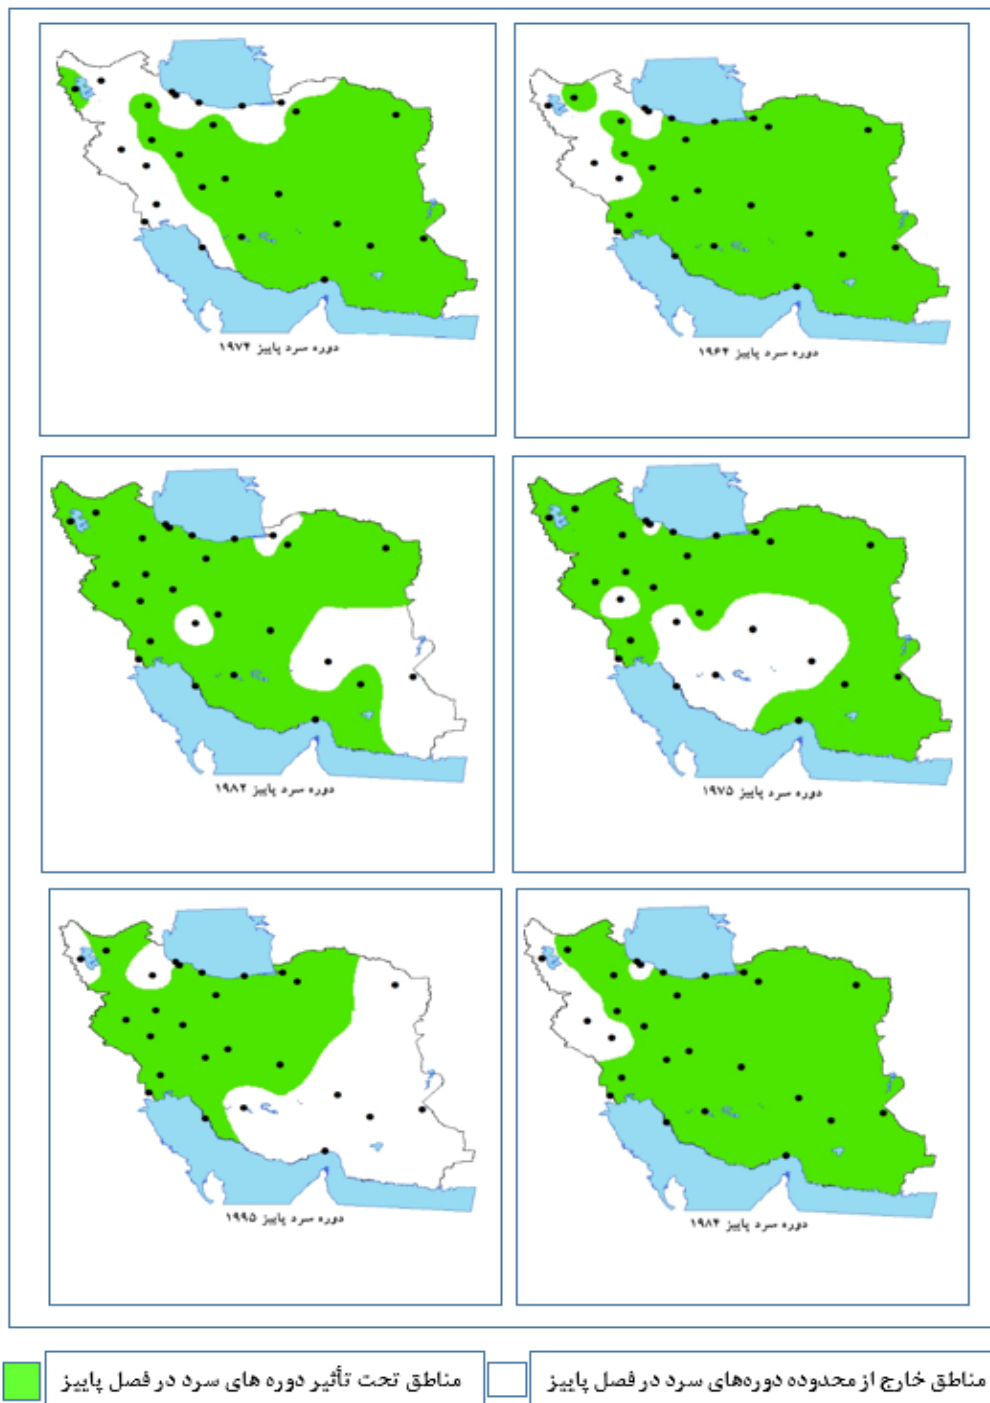 دوره سرد پاییز ۱۹۶۴
دوره سرد پاییز ۱۹۷۴
دوره سرد پاییز ۱۹۷۵
دوره سرد پاییز ۱۹۸۲
دوره سرد پاییز ۱۹۸۴
دوره سرد پاییز ۱۹۹۵
مناطق خارج از محدوده دوره‌های سرد در فصل پاییز
مناطق تحت تأثیر دوره های سرد در فصل پاییز